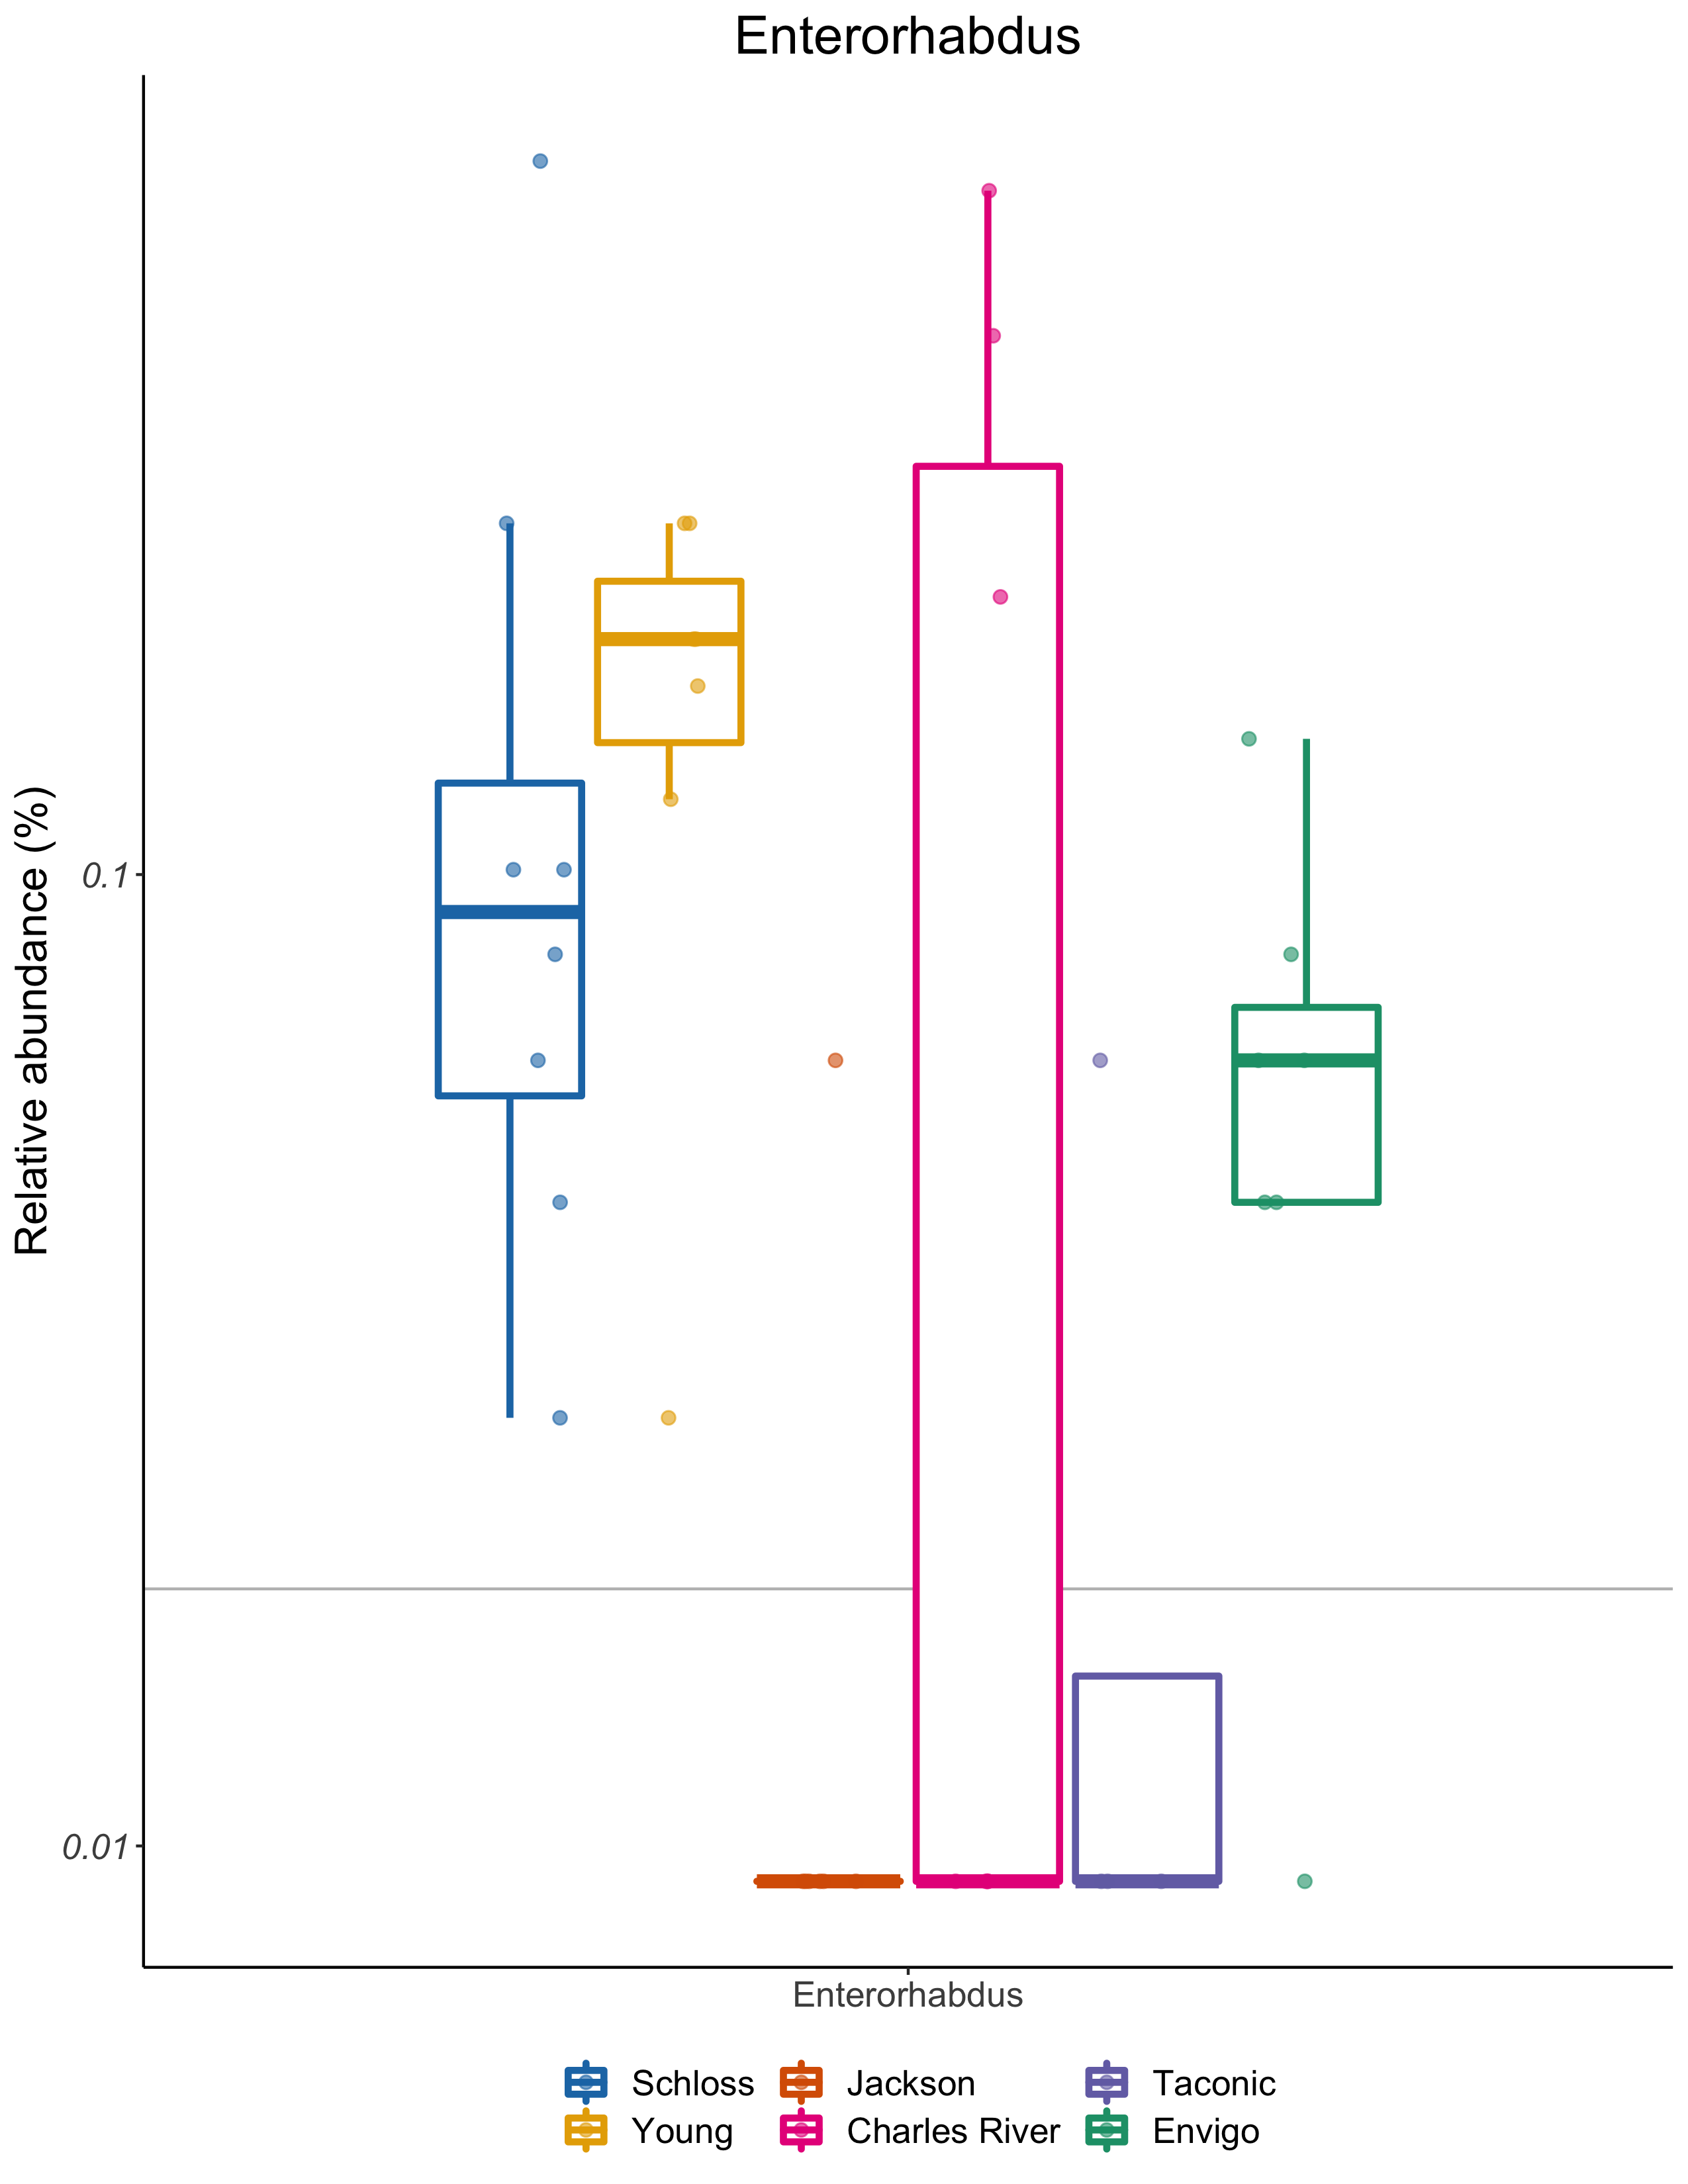 Enterorhabdus
Relative abundance (%)
0.1
0.01
Enterorhabdus
Schloss Jackson Taconic
Young Charles River Envigo